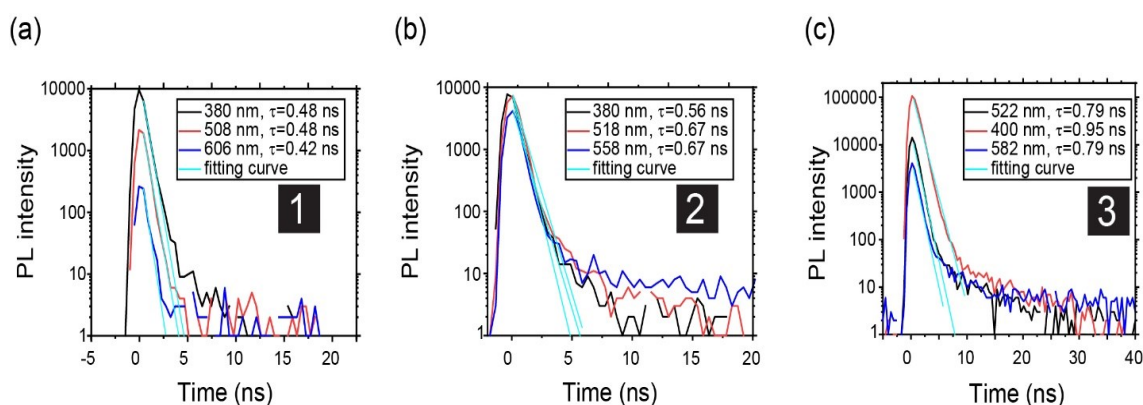 (a)
(b)
(c)
PL intensity
10000
1000
100
10
1
380 nm, τ=0.48 ns
508 nm, τ=0.48 ns
606 nm, τ=0.42 ns
fitting curve
1
-5 0 5 10 15 20
Time (ns)
PL intensity
10000
1000
100
10
1
380 nm, τ=0.56 ns
518 nm, τ=0.67 ns
558 nm, τ=0.67 ns
fitting curve
2
0 5 10 15 20
Time (ns)
PL intensity
100000
10000
1000
100
10
1
522 nm, τ=0.79 ns
400 nm, τ=0.95 ns
582 nm, τ=0.79 ns
fitting curve
3
0 10 20 30 40
Time (ns)